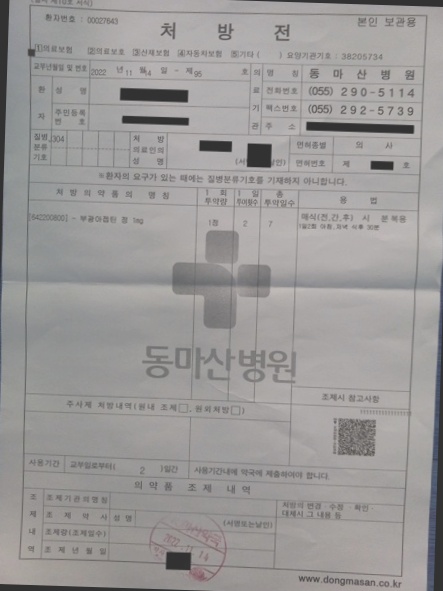 환자번호 : 00027643
처 방 전
본인 보관용
[1]의료보험 [2]의료보호 [3]산재보험 [4]자동차보험 [5]기타 ( ) 요양기관기호 : 38205734
교부년월일 및 번호 2022 년 11 월 14 일 - 제 95 호
의료기관
명 칭 동마산병원
전화번호 (055) 290-5114
팩스번호 (055) 292-5739
주 소
환자
성 명
주민등록번호
질병분류기호 J304
처 방 의료인의 성 명
(서명또는날인)
면허종별 의 사
면허번호 제 호
※환자의 요구가 있을 때에는 질병분류기호를 기재하지 아니합니다.
처 방 의 약 품 의 명 칭
1 회 투약량
1 일 투여횟수
총 투약일수
용 법
1정 2 7
매식(전,간,후) 시 분 복용
1일2회 아침,저녁 식후 30분
동마산병원
조제시 참고사항
주사제 처방내역(원내 조제□, 원외처방□)
사용기간 교부일로부터( 2 )일간 사용기간내에 약국에 제출하여야 합니다.
의 약 품 조 제 내 역
조제내역
조제기관의명칭
조 제 약 사 성 명 (서명또는날인)
조제량(조제일수)
조 제 년 월 일
처방의 변경·수정·확인·
대체시 그 내용 등
2022. 11. 14
www.dongmasan.co.kr